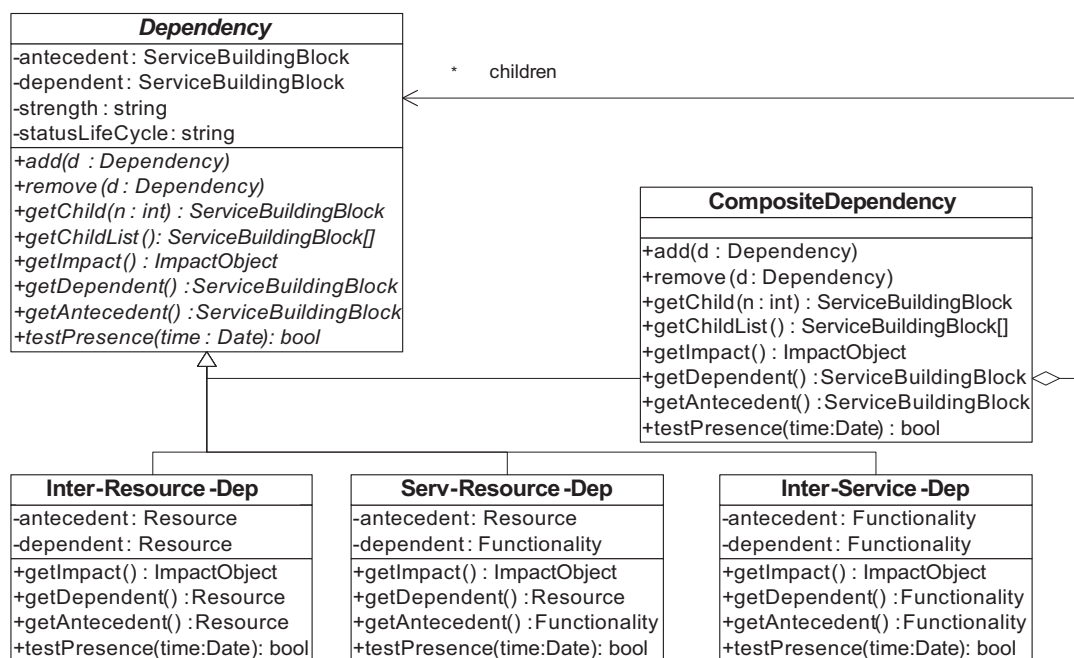 Dependency
-antecedent: ServiceBuildingBlock
-dependent: ServiceBuildingBlock
-strength : string
-statusLifeCycle: string
+add(d : Dependency)
+remove (d : Dependency)
+getChild(n : int) : ServiceBuildingBlock
+getChildList (): ServiceBuildingBlock[]
+getImpact() : ImpactObject
+getDependent() : ServiceBuildingBlock
+getAntecedent() : ServiceBuildingBlock
+testPresence(time : Date): bool
* children
CompositeDependency
+add(d : Dependency)
+remove (d: Dependency)
+getChild(n : int) : ServiceBuildingBlock
+getChildList() : ServiceBuildingBlock[]
+getImpact() : ImpactObject
+getDependent() : ServiceBuildingBlock
+getAntecedent() : ServiceBuildingBlock
+testPresence(time:Date) : bool
Inter-Resource-Dep
-antecedent: Resource
-dependent: Resource
+getImpact() : ImpactObject
+getDependent() : Resource
+getAntecedent() : Resource
+testPresence(time:Date): bool
Serv-Resource-Dep
-antecedent: Resource
-dependent: Functionality
+getImpact() : ImpactObject
+getDependent() : Resource
+getAntecedent() : Functionality
+testPresence(time:Date): bool
Inter-Service-Dep
-antecedent: Functionality
-dependent: Functionality
+getImpact() : ImpactObject
+getDependent() : Functionality
+getAntecedent() : Functionality
+testPresence(time:Date): bool